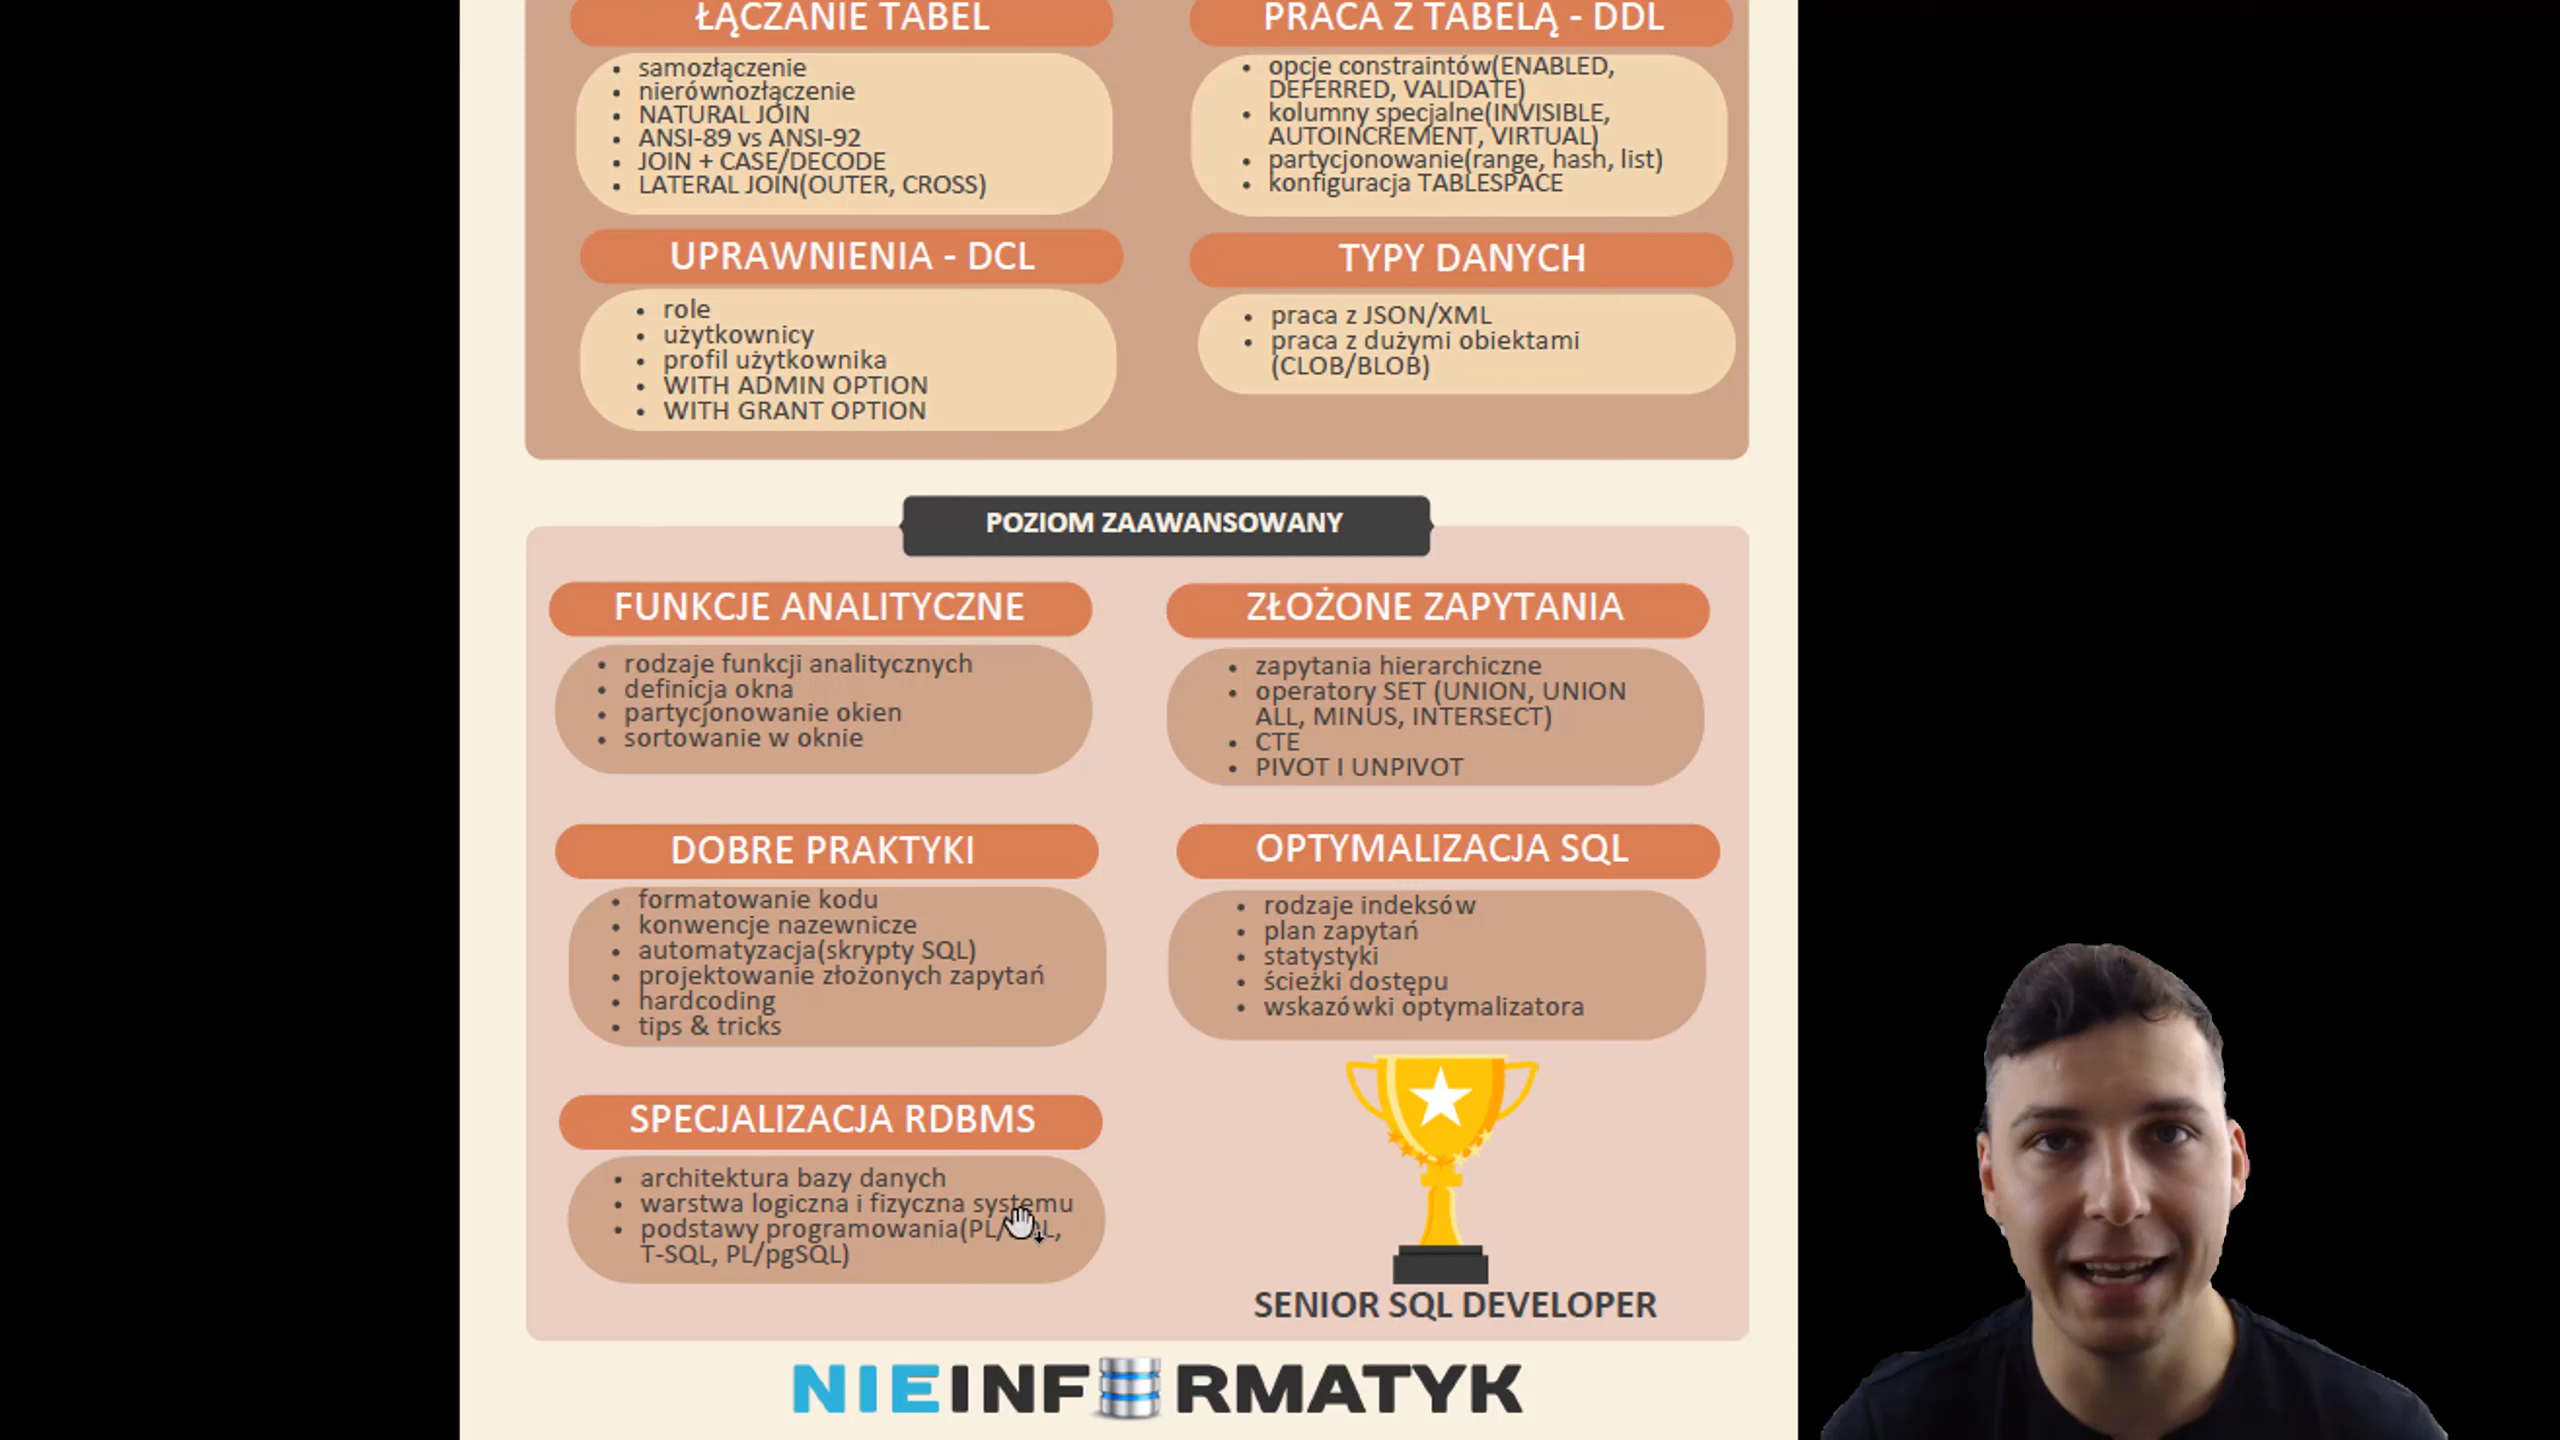 ŁĄCZANIE TABEL
samozłączenie
nierównozłączenie
NATURAL JOIN
ANSI-89 vs ANSI-92
JOIN + CASE/DECODE
LATERAL JOIN(OUTER, CROSS)
PRACA Z TABELĄ - DDL
opcje constraintów(ENABLED,
DEFERRED, VALIDATE)
kolumny specjalne(INVISIBLE,
AUTOINCREMENT, VIRTUAL)
partycjonowanie(range, hash, list)
konfiguracja TABLESPACE
UPRAWNIENIA - DCL
role
użytkownicy
profil użytkownika
WITH ADMIN OPTION
WITH GRANT OPTION
TYPY DANYCH
praca z JSON/XML
praca z dużymi obiektami
(CLOB/BLOB)
POZIOM ZAAWANSOWANY
FUNKCJE ANALITYCZNE
rodzaje funkcji analitycznych
definicja okna
partycjonowanie okien
sortowanie w oknie
ZŁOŻONE ZAPYTANIA
zapytania hierarchiczne
operatory SET (UNION, UNION
ALL, MINUS, INTERSECT)
CTE
PIVOT I UNPIVOT
DOBRE PRAKTYKI
formatowanie kodu
konwencje nazewnicze
automatyzacja(skrypty SQL)
projektowanie złożonych zapytań
hardcoding
tips & tricks
OPTYMALIZACJA SQL
rodzaje indeksów
plan zapytań
statystyki
ścieżki dostępu
wskazówki optymalizatora
SPECJALIZACJA RDBMS
architektura bazy danych
warstwa logiczna i fizyczna systemu
podstawy programowania(PL/SQL,
T-SQL, PL/pgSQL)
SENIOR SQL DEVELOPER
NIEINFORMATYK